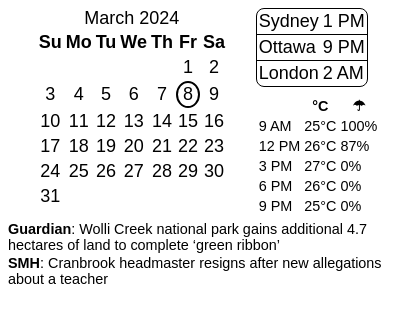 March 2024
Su Mo Tu We Th Fr Sa
1 2
3 4 5 6 7 8 9
10 11 12 13 14 15 16
17 18 19 20 21 22 23
24 25 26 27 28 29 30
31
Sydney 1 PM
Ottawa 9 PM
London 2 AM
°C ☂
9 AM 25°C 100%
12 PM 26°C 87%
3 PM 27°C 0%
6 PM 26°C 0%
9 PM 25°C 0%
Guardian: Wolli Creek national park gains additional 4.7
hectares of land to complete ‘green ribbon’
SMH: Cranbrook headmaster resigns after new allegations
about a teacher